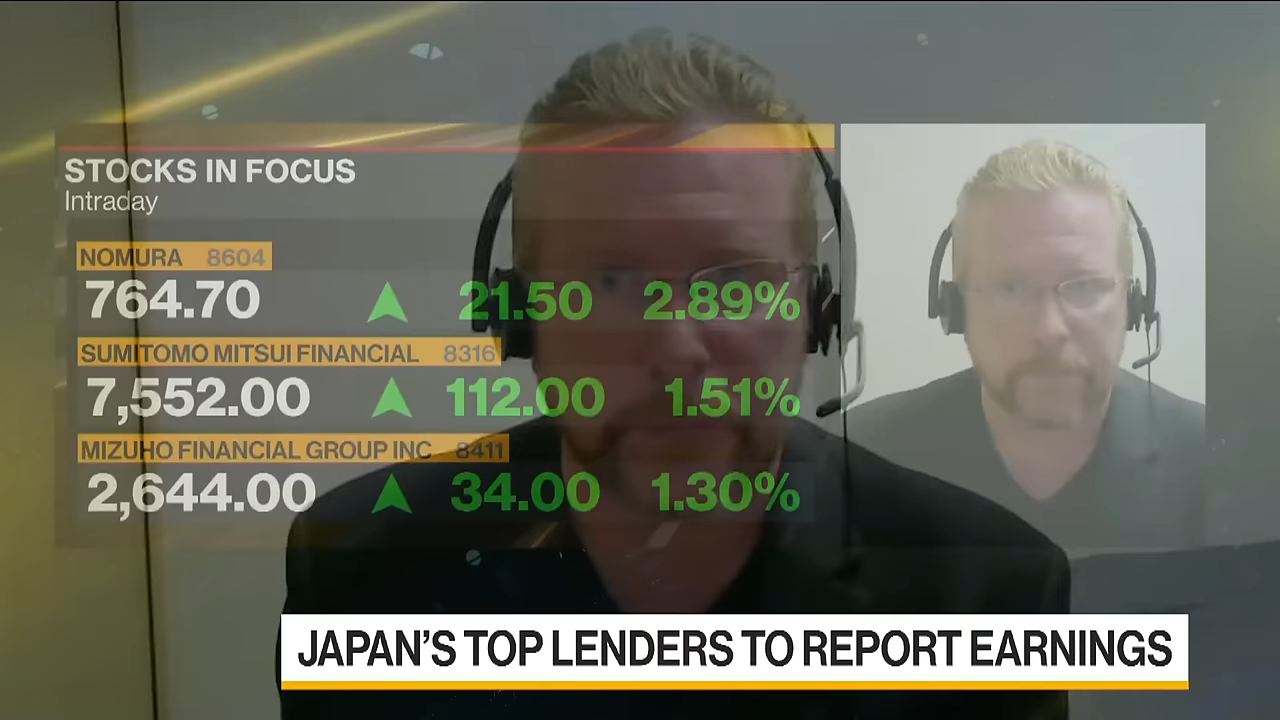 STOCKS IN FOCUS
Intraday
NOMURA 8604
764.70 21.50 2.89%
SUMITOMO MITSUI FINANCIAL 8316
7,552.00 112.00 1.51%
MIZUHO FINANCIAL GROUP INC 8411
2,644.00 34.00 1.30%
JAPAN'S TOP LENDERS TO REPORT EARNINGS